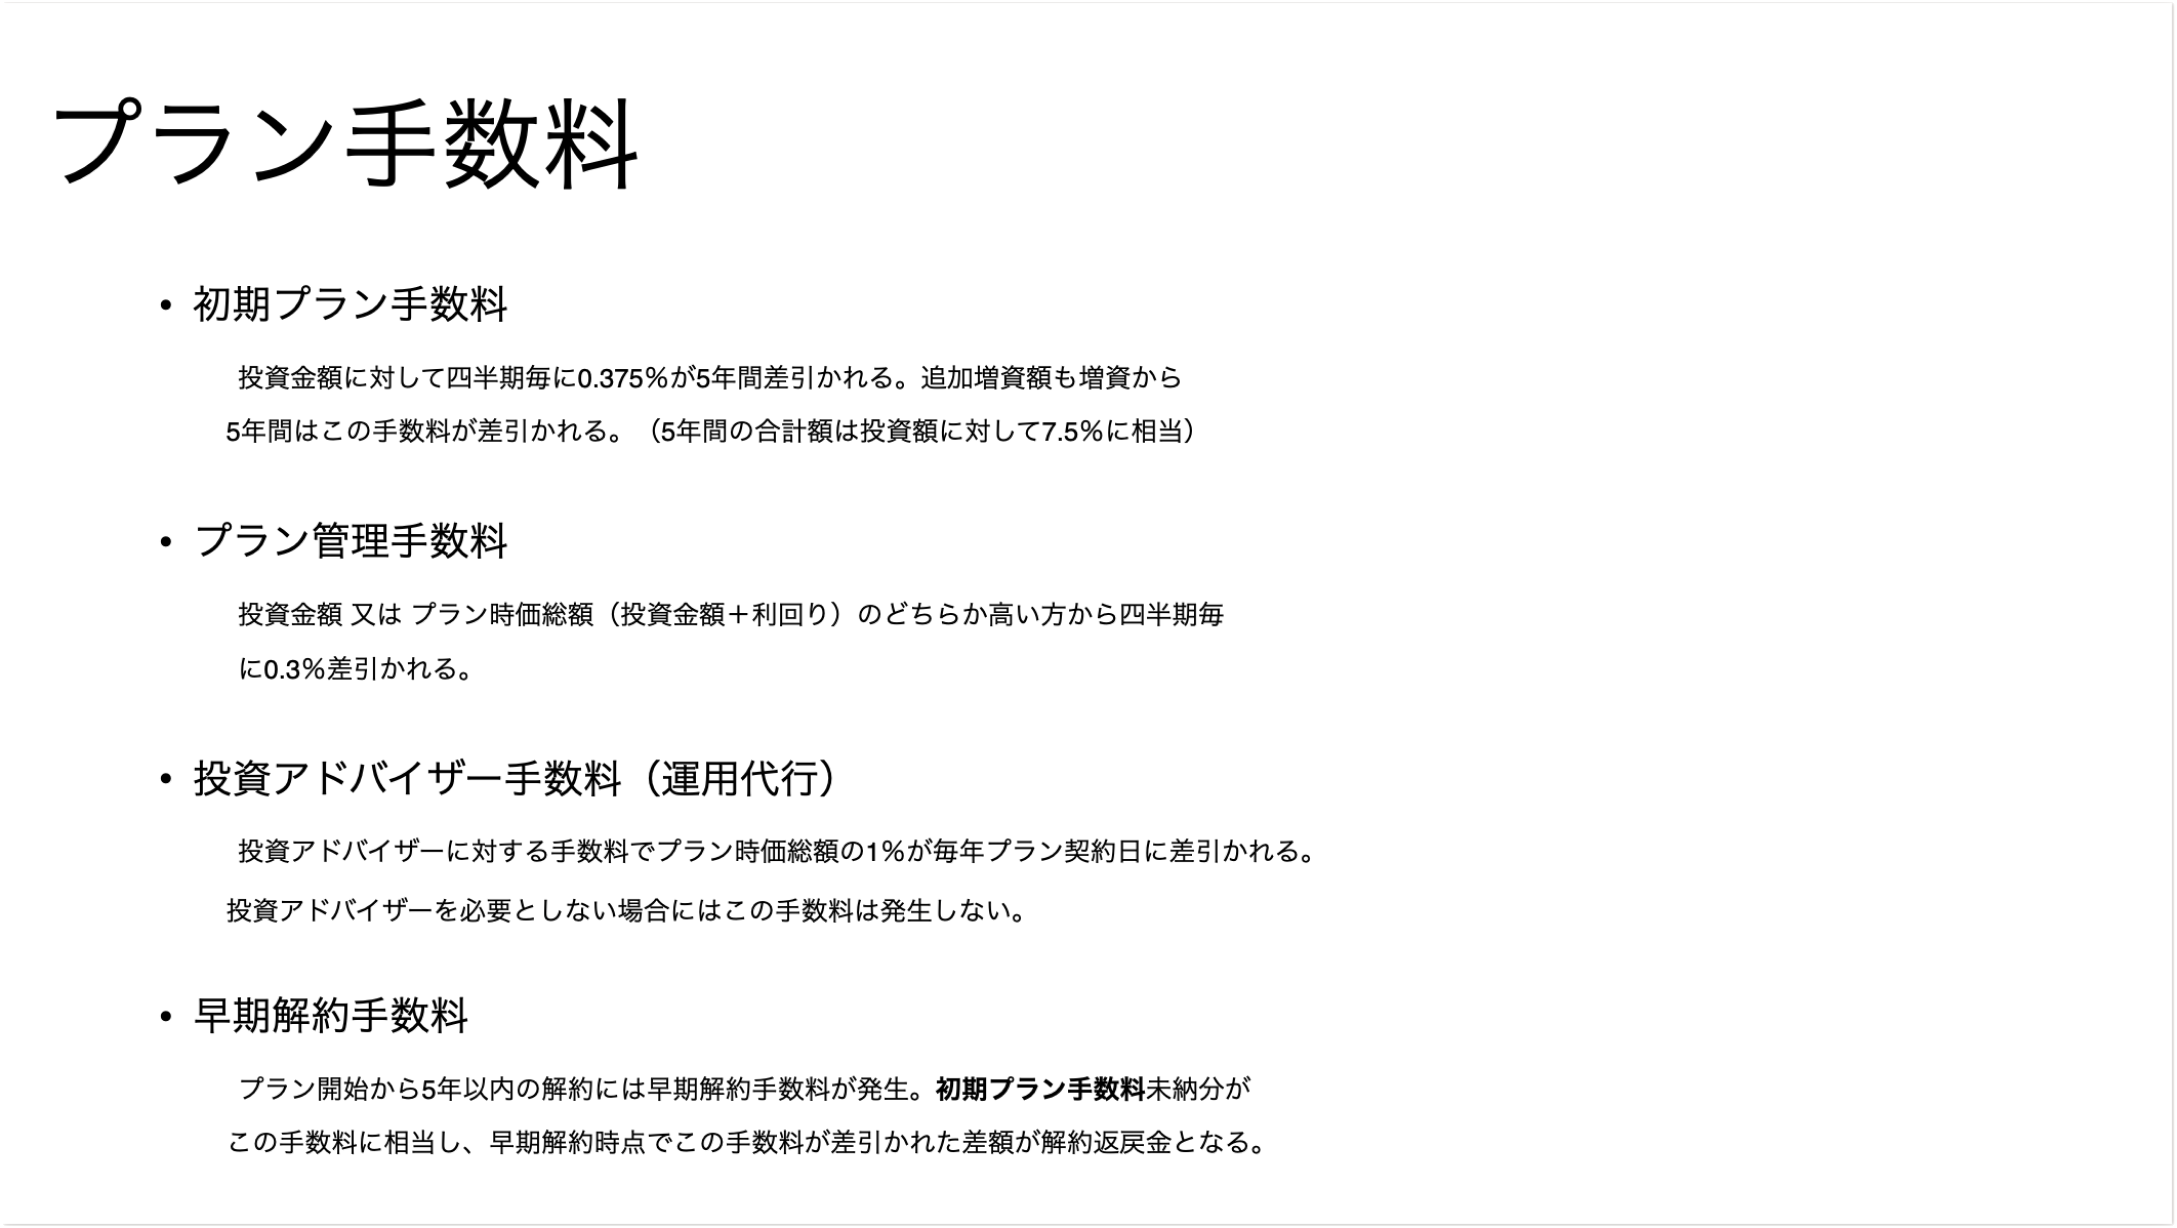 プラン手数料
• 初期プラン手数料
投資金額に対して四半期毎に0.375%が5年間差引かれる。追加増資額も増資から
5年間はこの手数料が差引かれる。（5年間の合計額は投資額に対して7.5%に相当）
• プラン管理手数料
投資金額 又は プラン時価総額（投資金額＋利回り）のどちらか高い方から四半期毎
に0.3%差引かれる。
• 投資アドバイザー手数料（運用代行）
投資アドバイザーに対する手数料でプラン時価総額の1%が毎年プラン契約日に差引かれる。
投資アドバイザーを必要としない場合にはこの手数料は発生しない。
• 早期解約手数料
プラン開始から5年以内の解約には早期解約手数料が発生。初期プラン手数料未納分が
この手数料に相当し、早期解約時点でこの手数料が差引かれた差額が解約返戻金となる。